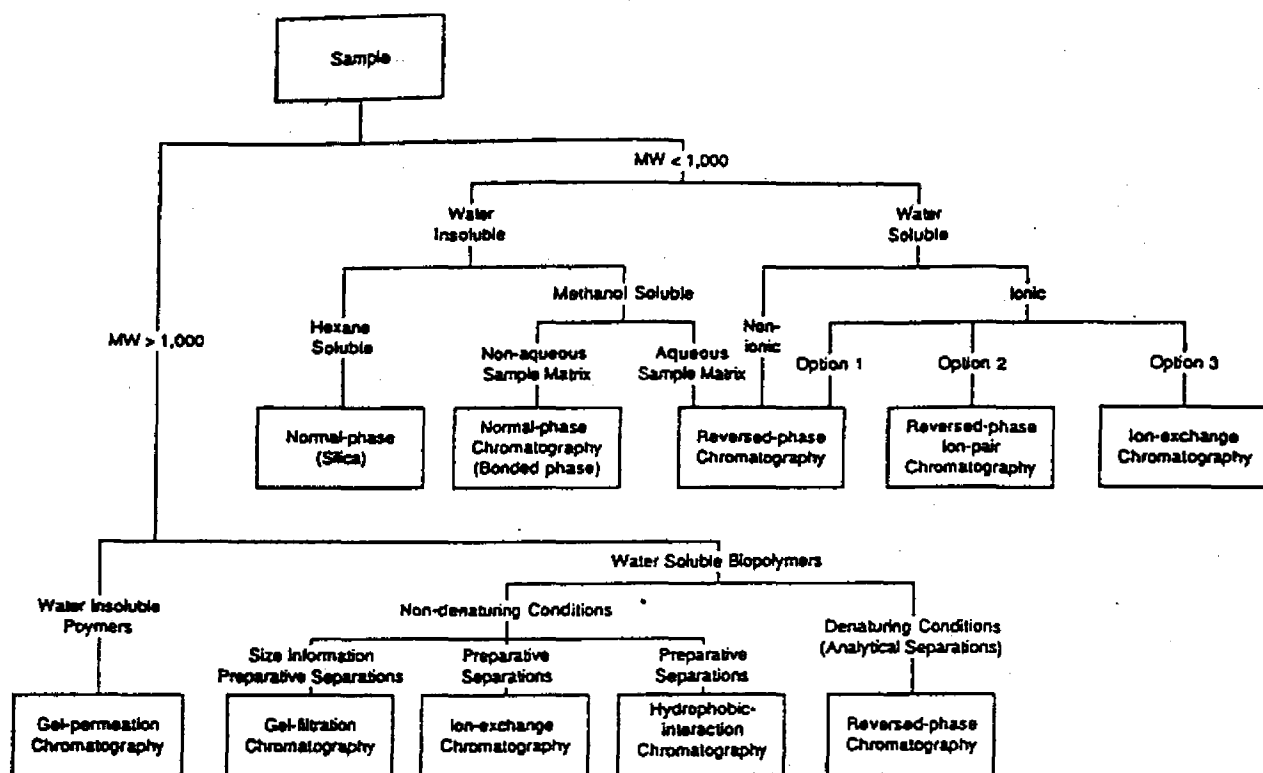 Sample
MW < 1,000
Water
Insoluble
Water
Soluble
Methanol Soluble
Ionic
MW > 1,000
Hexane
Soluble
Non-aqueous
Sample Matrix
Aqueous
Sample Matrix
Non-
ionic
Option 1
Option 2
Option 3
Normal-phase
(Silica)
Normal-phase
Chromatography
(Bonded phase)
Reversed-phase
Chromatography
Reversed-phase
Ion-pair
Chromatography
Ion-exchange
Chromatography
Water Soluble Biopolymers
Water Insoluble
Poymers
Non-denaturing Conditions
Denaturing Conditions
(Analytical Separations)
Size Information
Preparative Separations
Preparative
Separations
Preparative
Separations
Gel-permeation
Chromatography
Gel-filtration
Chromatography
Ion-exchange
Chromatography
Hydrophobic-
interaction
Chromatography
Reversed-phase
Chromatography